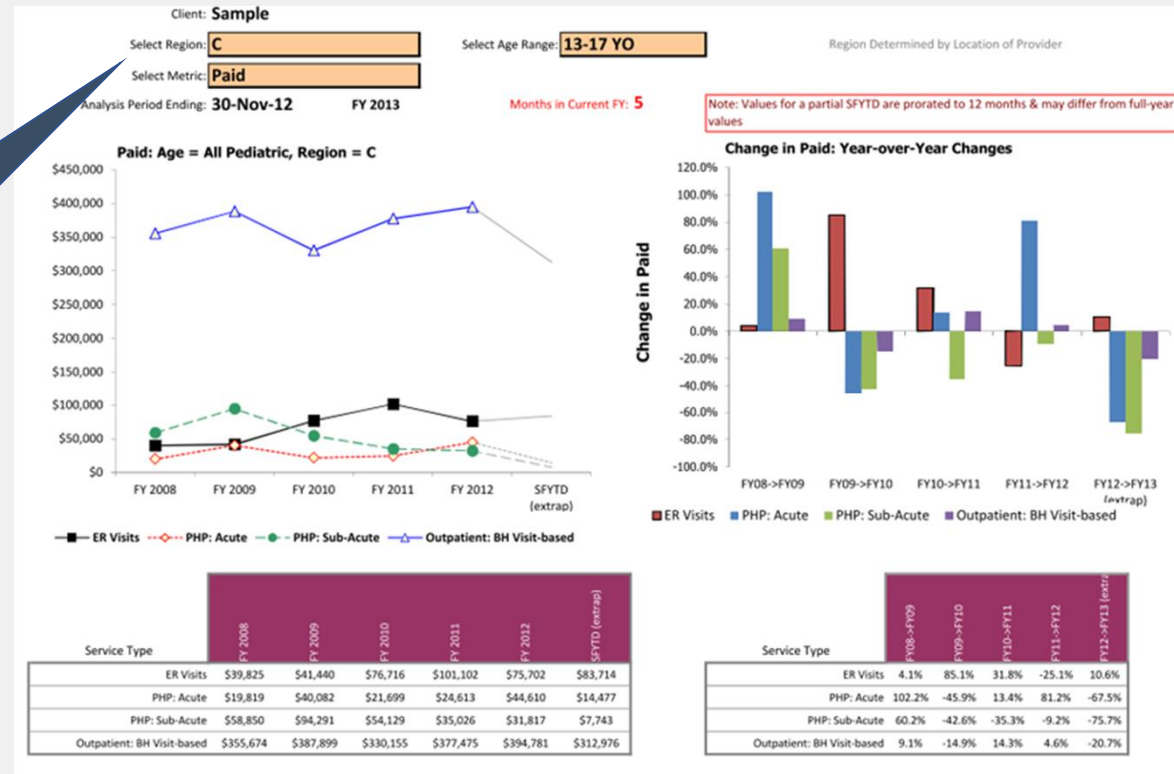 Client: Sample
Select Region: C
Select Age Range: 13-17 YO
Region Determined by Location of Provider
Select Metric: Paid
Analysis Period Ending: 30-Nov-12 FY 2013
Months in Current FY: 5
Note: Values for a partial SFYTD are prorated to 12 months & may differ from full-year
values
Paid: Age = All Pediatric, Region = C
$450,000
$400,000
$350,000
$300,000
$250,000
$200,000
$150,000
$100,000
$50,000
$0
FY 2008 FY 2009 FY 2010 FY 2011 FY 2012 SFYTD
(extrap)
ER Visits PHP: Acute PHP: Sub-Acute Outpatient: BH Visit-based
Change in Paid: Year-over-Year Changes
Change in Paid
120.0%
100.0%
80.0%
60.0%
40.0%
20.0%
0.0%
-20.0%
-40.0%
-60.0%
-80.0%
-100.0%
FY08->FY09 FY09->FY10 FY10->FY11 FY11->FY12 FY12->FY13
(extrap)
ER Visits PHP: Acute PHP: Sub-Acute Outpatient: BH Visit-based
Service Type FY 2008 FY 2009 FY 2010 FY 2011 FY 2012 SFYTD (extrap)
ER Visits $39,825 $41,440 $76,716 $101,102 $75,702 $83,714
PHP: Acute $19,819 $40,082 $21,699 $24,613 $44,610 $14,477
PHP: Sub-Acute $58,850 $94,291 $54,129 $35,026 $31,817 $7,743
Outpatient: BH Visit-based $355,674 $387,899 $330,155 $377,475 $394,781 $312,976
Service Type FY08->FY09 FY09->FY10 FY10->FY11 FY11->FY12 FY12->FY13 (extra
ER Visits 4.1% 85.1% 31.8% -25.1% 10.6%
PHP: Acute 102.2% -45.9% 13.4% 81.2% -67.5%
PHP: Sub-Acute 60.2% -42.6% -35.3% -9.2% -75.7%
Outpatient: BH Visit-based 9.1% -14.9% 14.3% 4.6% -20.7%